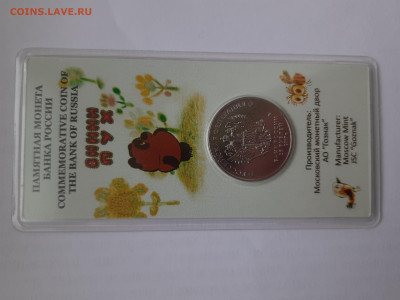 COINS.LAVE.RU
ПАМЯТНАЯ МОНЕТА
БАНКА РОССИИ
COMMEMORATIVE COIN OF
THE BANK OF RUSSIA
ВИННИ
ПУХ
Производитель:
Московский монетный двор
АО "Гознак"
Manufacturer:
Moscow Mint
JSC "Goznak"